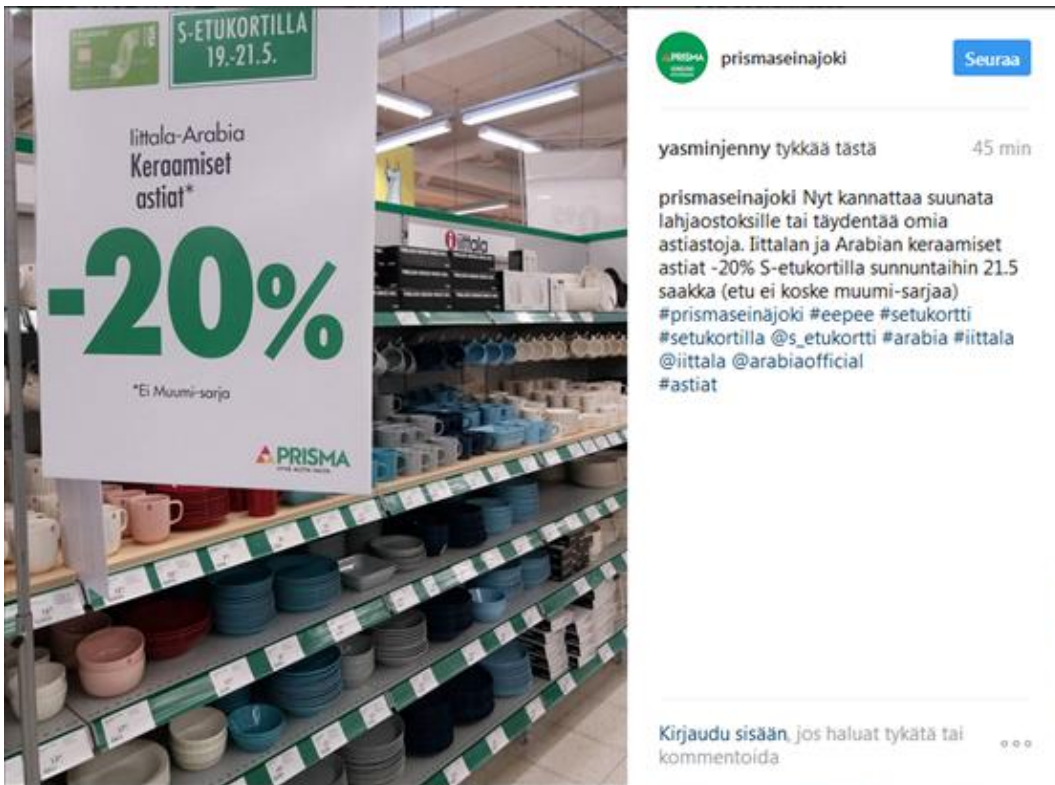 S-ETUKORTILLA
19.-21.5.
VISA
Iittala-Arabia
Keraamiset
astiat*
-20%
*Ei Muumi-sarja
PRISMA
iittala
PRISMA
prismaseinajoki
Seuraa
yasminjenny tykkää tästä
45 min
prismaseinajoki Nyt kannattaa suunata
lahjaostoksille tai täydentää omia
astiastoja. Iittalan ja Arabian keraamiset
astiat -20% S-etukortilla sunnuntaihin 21.5
saakka (etu ei koske muumi-sarjaa)
#prismaseinäjoki #eepee #setukortti
#setukortilla @s_etukortti #arabia #iittala
@iittala @arabiaofficial
#astiat
Kirjaudu sisään, jos haluat tykätä tai
kommentoida